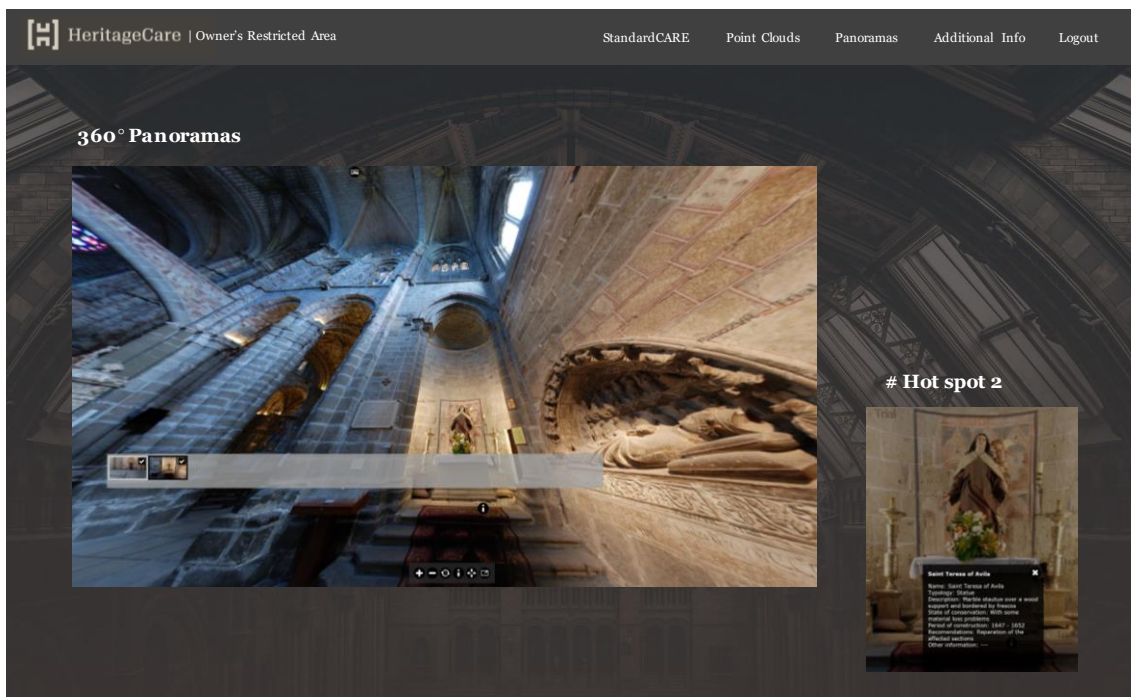 HeritageCare | Owner's Restricted Area
StandardCARE Point Clouds Panoramas Additional Info Logout
360° Panoramas
# Hot spot 2
Trial
Saint Teresa of Avila
Name: Saint Teresa of Avila
Typology: Statue
Description: Marble stautue over a wood
support and bordered by frescos
State of conservation: With some
material loss problems
Period of construction: 1647 - 1652
Recomendations: Reparation of the
affected sections
Other information: ---